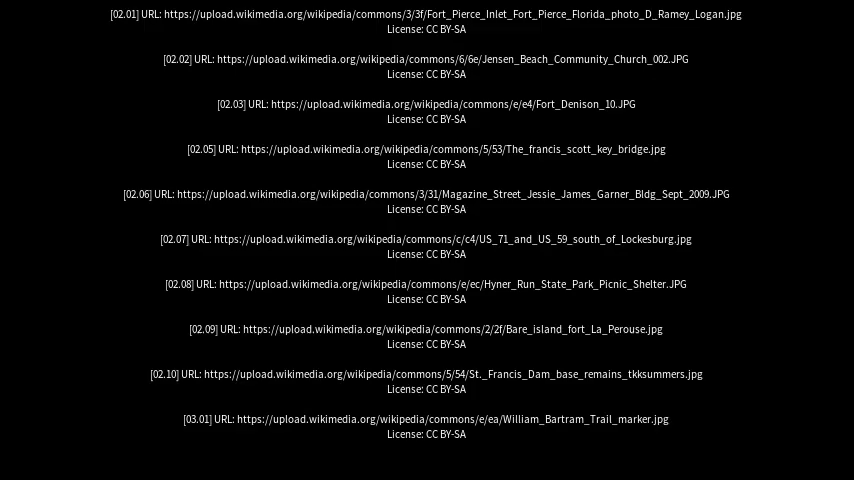 [02.01] URL: https://upload.wikimedia.org/wikipedia/commons/3/3f/Fort_Pierce_Inlet_Fort_Pierce_Florida_photo_D_Ramey_Logan.jpg
License: CC BY-SA
[02.02] URL: https://upload.wikimedia.org/wikipedia/commons/6/6e/Jensen_Beach_Community_Church_002.JPG
License: CC BY-SA
[02.03] URL: https://upload.wikimedia.org/wikipedia/commons/e/e4/Fort_Denison_10.JPG
License: CC BY-SA
[02.05] URL: https://upload.wikimedia.org/wikipedia/commons/5/53/The_francis_scott_key_bridge.jpg
License: CC BY-SA
[02.06] URL: https://upload.wikimedia.org/wikipedia/commons/3/31/Magazine_Street_Jessie_James_Garner_Bldg_Sept_2009.JPG
License: CC BY-SA
[02.07] URL: https://upload.wikimedia.org/wikipedia/commons/c/c4/US_71_and_US_59_south_of_Lockesburg.jpg
License: CC BY-SA
[02.08] URL: https://upload.wikimedia.org/wikipedia/commons/e/ec/Hyner_Run_State_Park_Picnic_Shelter.JPG
License: CC BY-SA
[02.09] URL: https://upload.wikimedia.org/wikipedia/commons/2/2f/Bare_island_fort_La_Perouse.jpg
License: CC BY-SA
[02.10] URL: https://upload.wikimedia.org/wikipedia/commons/5/54/St._Francis_Dam_base_remains_tkksummers.jpg
License: CC BY-SA
[03.01] URL: https://upload.wikimedia.org/wikipedia/commons/e/ea/William_Bartram_Trail_marker.jpg
License: CC BY-SA